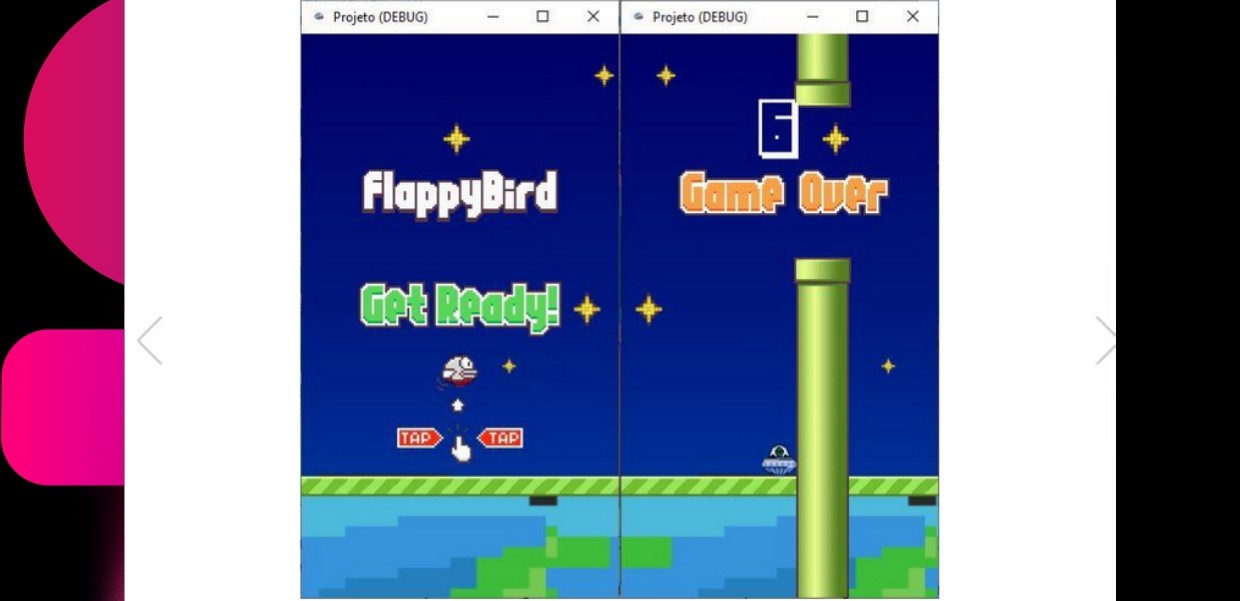 Projeto (DEBUG)
FlappyBird
Get Ready!
TAP TAP
Projeto (DEBUG)
6
Game Over